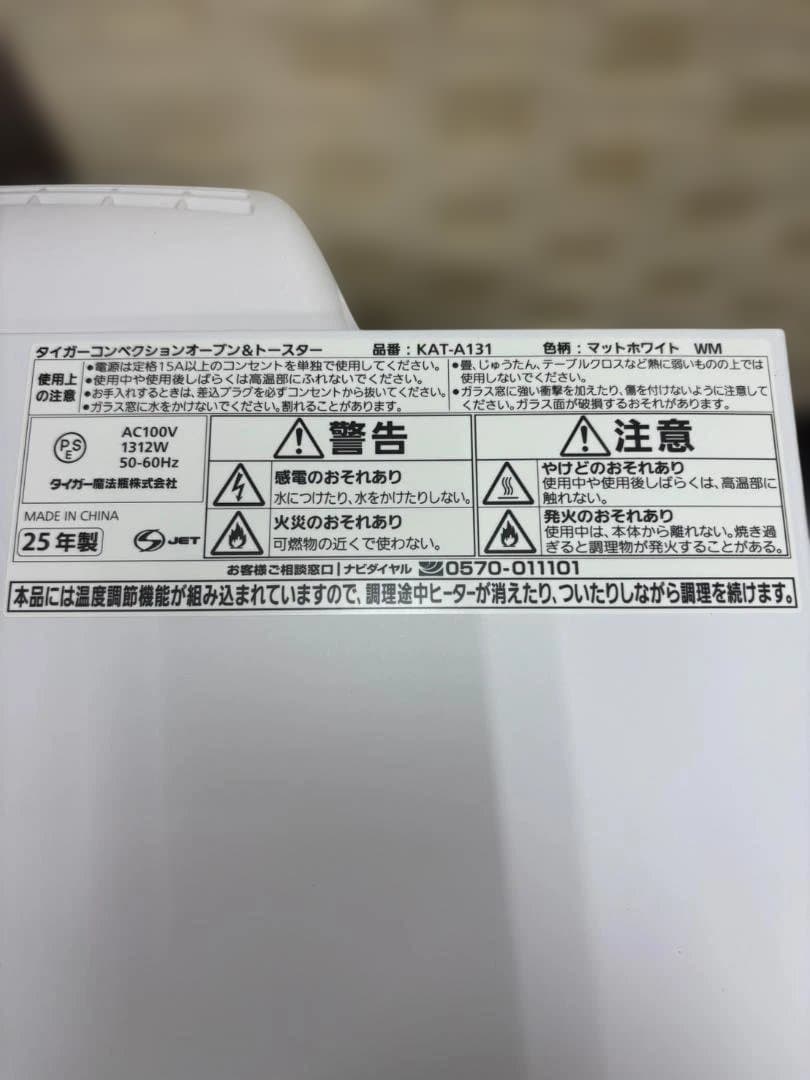 タイガーコンベクションオーブン&トースター 品番:KAT-A131 色柄:マットホワイト WM
使用上の注意
●電源は定格15A以上のコンセントを単独で使用してください。
●使用中や使用後しばらくは高温部にふれないでください。
●お手入れするときは、差込プラグを必ずコンセントから抜いてください。
●ガラス窓に水をかけないでください。割れることがあります。
●畳、じゅうたん、テーブルクロスなど熱に弱いものの上では
使用しないでください。
●ガラス窓に強い衝撃を加えたり、傷を付けないように注意して
ください。ガラス面が破損するおそれがあります。
PSE
AC100V
1312W
50-60Hz
タイガー魔法瓶株式会社
MADE IN CHINA
25年製
JET
警告
感電のおそれあり
水につけたり、水をかけたりしない。
火災のおそれあり
可燃物の近くで使わない。
注意
やけどのおそれあり
使用中や使用後しばらくは、高温部に
触れない。
発火のおそれあり
使用中は、本体から離れない。焼き過
ぎると調理物が発火することがある。
お客様ご相談窓口|ナビダイヤル 0570-011101
本品には温度調節機能が組み込まれていますので、調理途中ヒーターが消えたり、ついたりしながら調理を続けます。